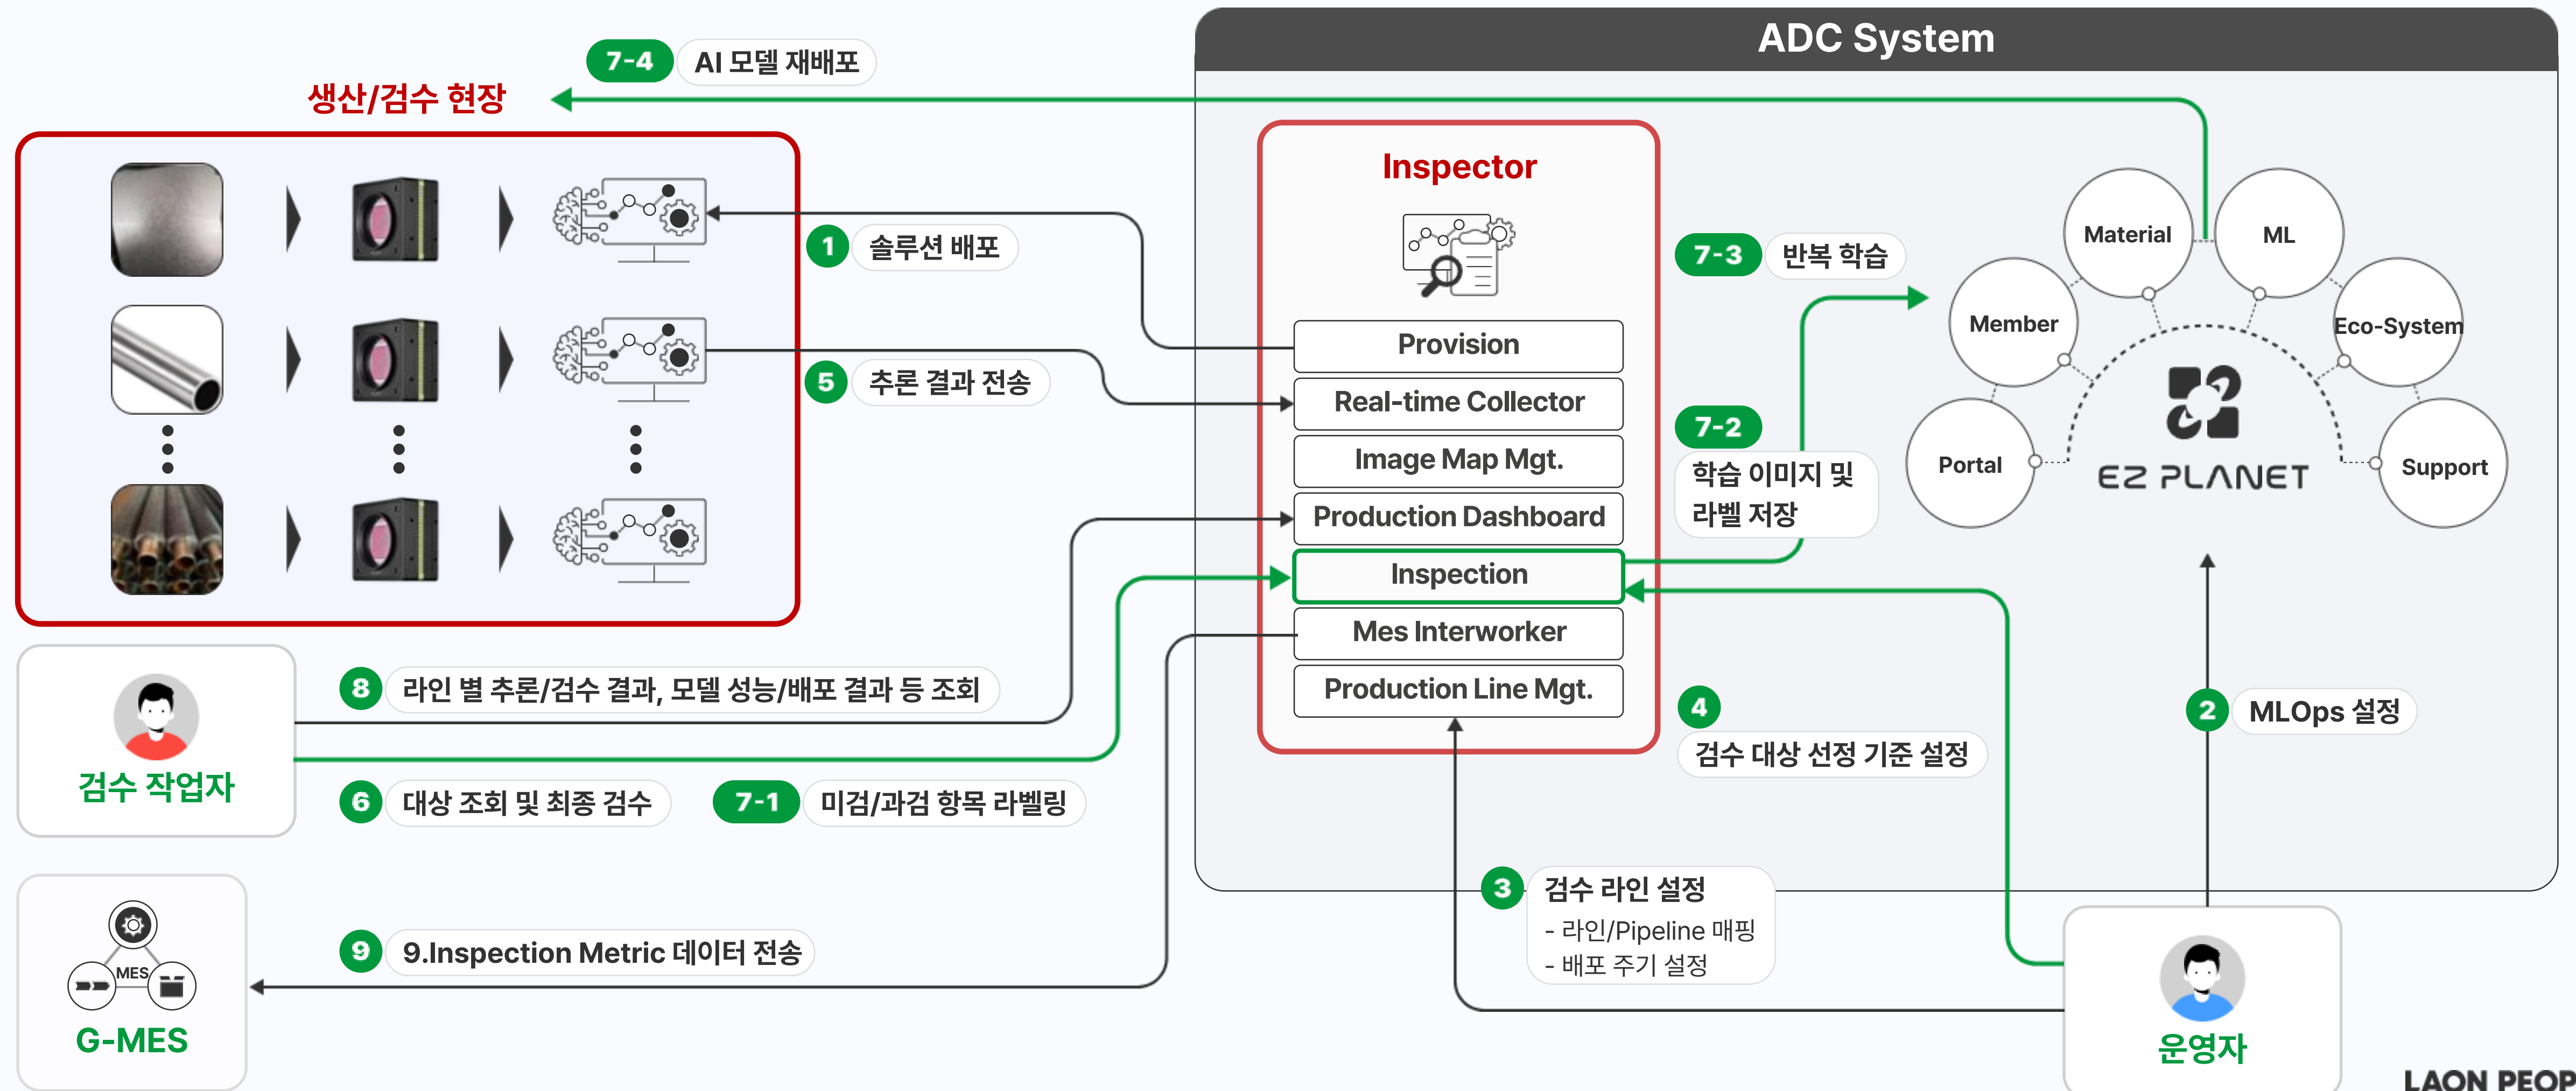 ADC System
7-4 AI 모델 재배포
생산/검수 현장
1 솔루션 배포
5 추론 결과 전송
Inspector
Provision
Real-time Collector
Image Map Mgt.
Production Dashboard
Inspection
Mes Interworker
Production Line Mgt.
7-3 반복 학습
7-2
학습 이미지 및
라벨 저장
Material
ML
Member
Eco-System
Portal
Support
EZ PLANET
검수 작업자
8 라인 별 추론/검수 결과, 모델 성능/배포 결과 등 조회
6 대상 조회 및 최종 검수
7-1 미검/과검 항목 라벨링
4
검수 대상 선정 기준 설정
2 MLOps 설정
3 검수 라인 설정
- 라인/Pipeline 매핑
- 배포 주기 설정
MES
G-MES
9 9.Inspection Metric 데이터 전송
운영자
LAON PEOP